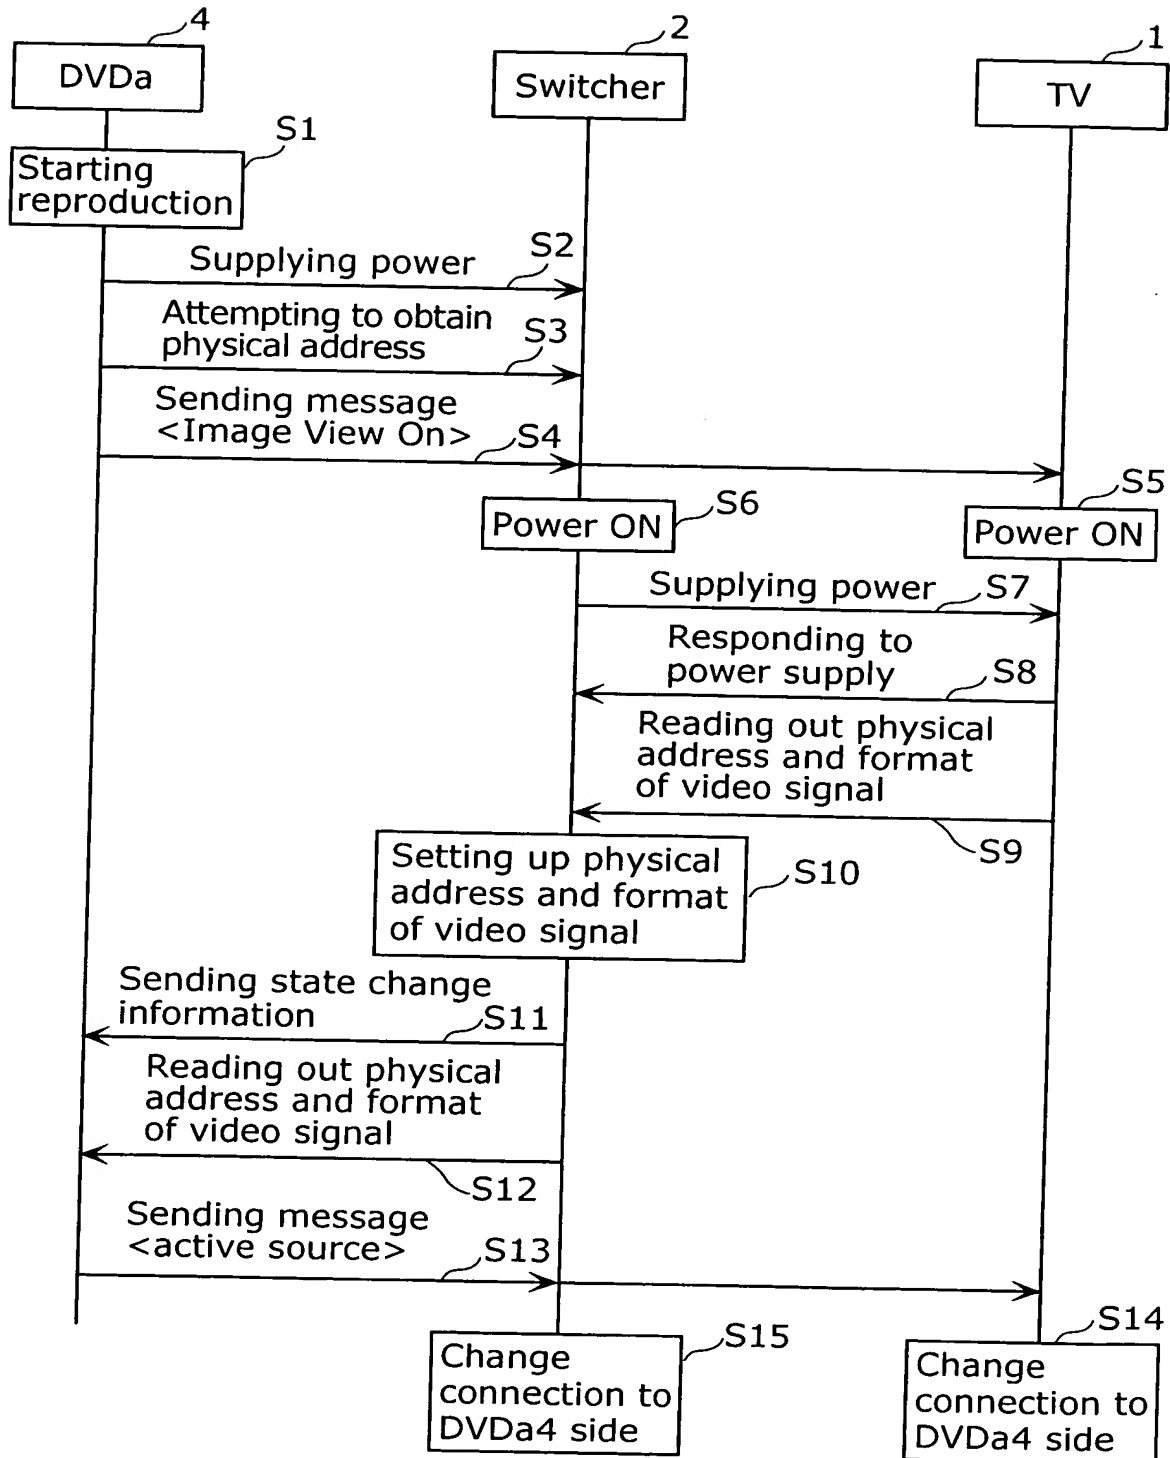 4
2
1
DVDa
Switcher
TV
S1
Starting
reproduction
Supplying power
S2
Attempting to obtain
physical address
S3
Sending message
<Image View On>
S4
S6
Power ON
S5
Power ON
Supplying power
S7
Responding to
power supply
S8
Reading out physical
address and format
of video signal
S9
Setting up physical
address and format
of video signal
S10
Sending state change
information
S11
Reading out physical
address and format
of video signal
S12
Sending message
<active source>
S13
S15
Change
connection to
DVDa4 side
S14
Change
connection to
DVDa4 side